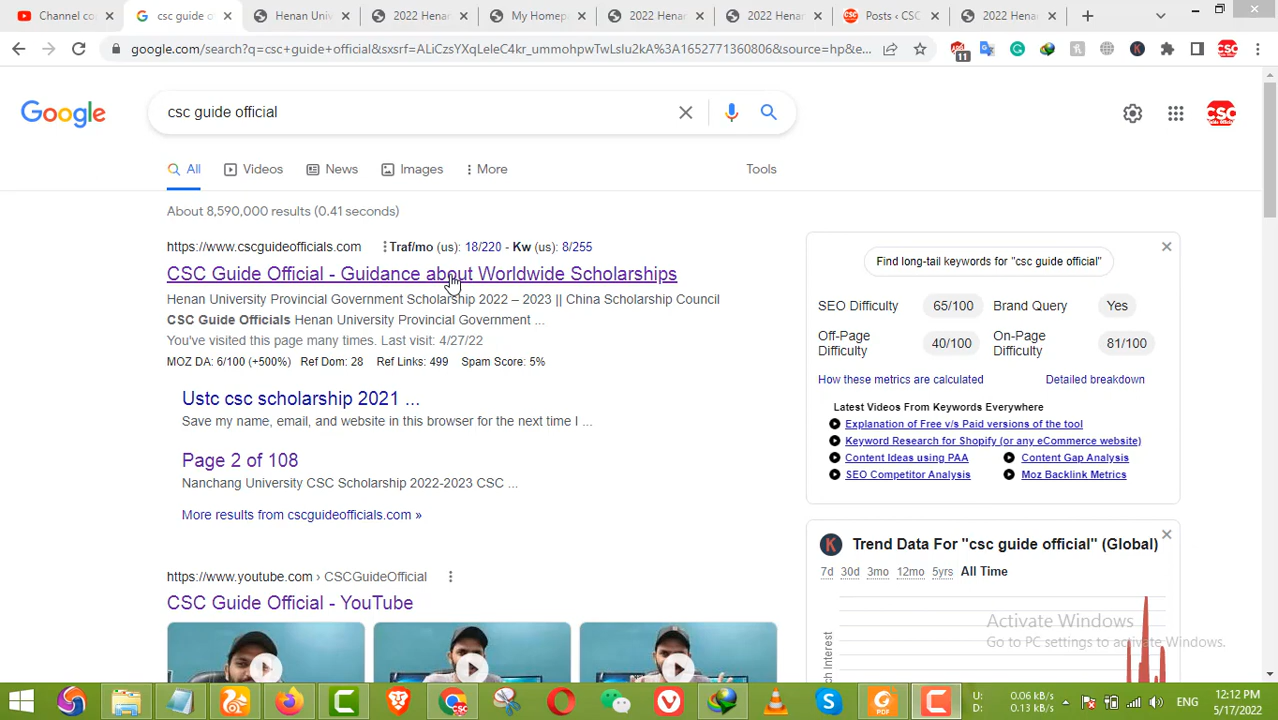 Channel co
csc guide o
Henan Univ
2022 Henar
My Homep
2022 Henar
2022 Henar
Posts ‹ CSC
2022 Henar
google.com/search?q=csc+guide+official&sxsrf=ALiCzsYXqLeleC4kr_ummohpwTwLslu2kA%3A1652771360806&source=hp&e...
11
CSC
Google
csc guide official
CSC
All
Videos
News
Images
More
Tools
About 8,590,000 results (0.41 seconds)
https://www.cscguideofficials.com
Traf/mo (us): 18/220 - Kw (us): 8/255
CSC Guide Official - Guidance about Worldwide Scholarships
Henan University Provincial Government Scholarship 2022 – 2023 || China Scholarship Council
CSC Guide Officials Henan University Provincial Government ...
You've visited this page many times. Last visit: 4/27/22
MOZ DA: 6/100 (+500%) Ref Dom: 28 Ref Links: 499 Spam Score: 5%
Ustc csc scholarship 2021 ...
Save my name, email, and website in this browser for the next time I ...
Page 2 of 108
Nanchang University CSC Scholarship 2022-2023 CSC ...
More results from cscguideofficials.com »
https://www.youtube.com › CSCGuideOfficial
CSC Guide Official - YouTube
Find long-tail keywords for "csc guide official"
SEO Difficulty 65/100 Brand Query Yes
Off-Page Difficulty 40/100 On-Page Difficulty 81/100
How these metrics are calculated
Detailed breakdown
Latest Videos From Keywords Everywhere
Explanation of Free v/s Paid versions of the tool
Keyword Research for Shopify (or any eCommerce website)
Content Ideas using PAA
Content Gap Analysis
SEO Competitor Analysis
Moz Backlink Metrics
K
Trend Data For "csc guide official" (Global)
7d 30d 3mo 12mo 5yrs All Time
ch Interest
Activate Windows
Go to PC settings to activate Windows.
PDF
U: 0.06 kB/s
D: 0.13 kB/s
ENG
12:12 PM
5/17/2022